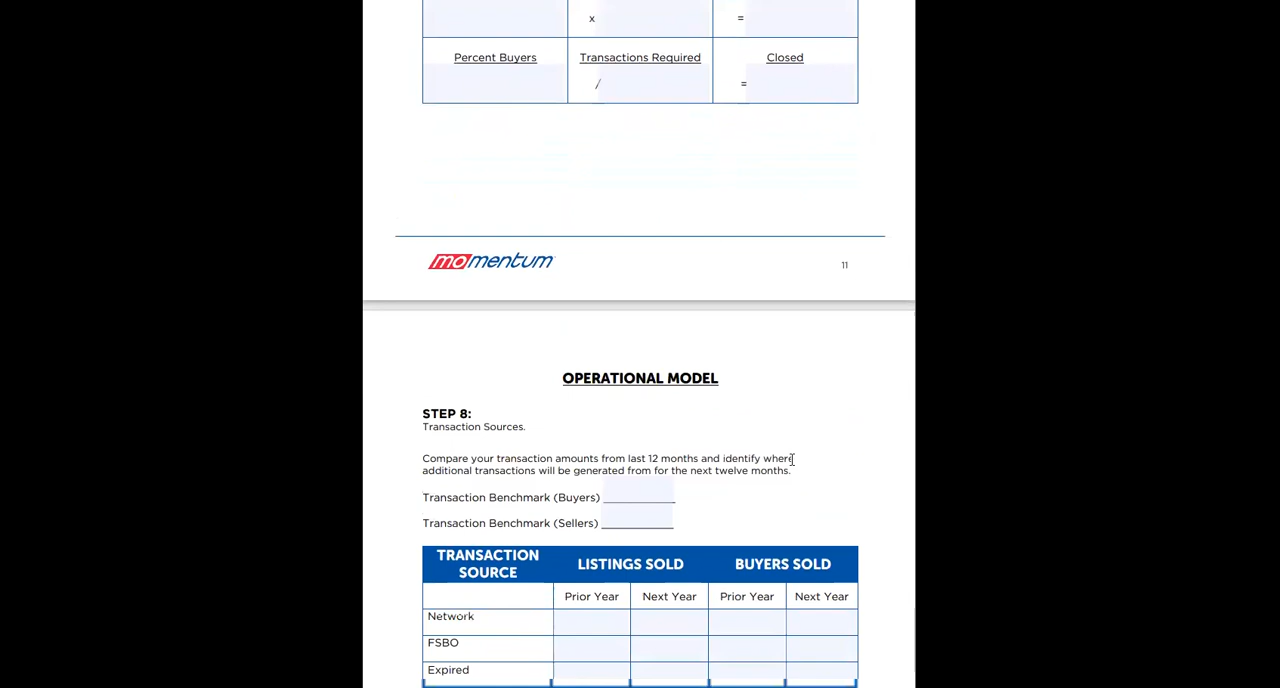 x =
Percent Buyers Transactions Required Closed
/ =
momentum 11
OPERATIONAL MODEL
STEP 8:
Transaction Sources.
Compare your transaction amounts from last 12 months and identify where
additional transactions will be generated from for the next twelve months.
Transaction Benchmark (Buyers) ____________
Transaction Benchmark (Sellers) ____________
TRANSACTION SOURCE LISTINGS SOLD BUYERS SOLD
Prior Year Next Year Prior Year Next Year
Network
FSBO
Expired